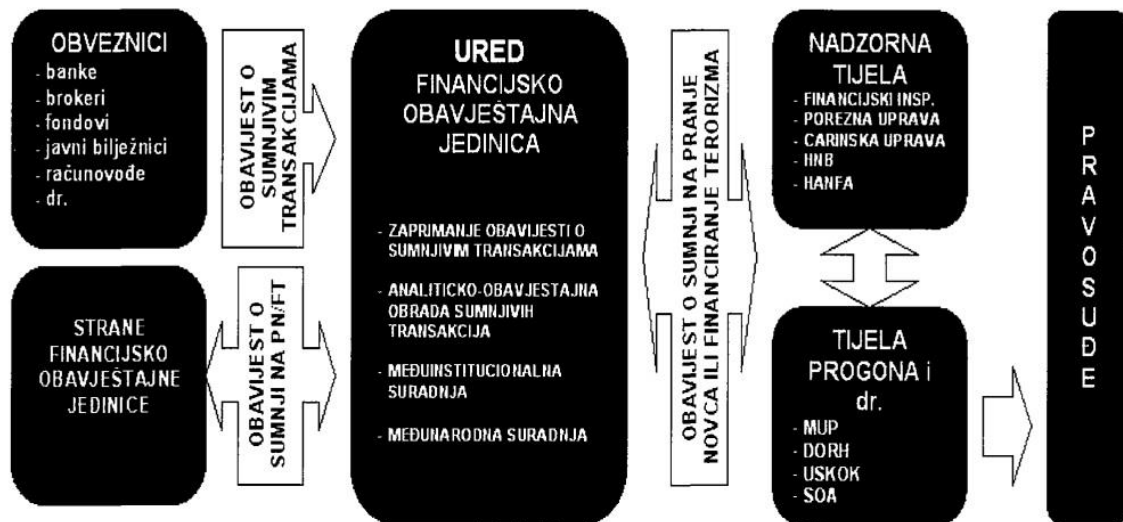 OBVEZNICI
- banke
- brokeri
- fondovi
- javni bilježnici
- računovođe
- dr.
OBAVIJEST O
SUMNJIVIM
TRANSAKCIJAMA
STRANE
FINANCIJSKO
OBAVJEŠTAJNE
JEDINICE
OBAVIJEST O
SUMNJI NA PN/FT
URED
FINANCIJSKO
OBAVJEŠTAJNA
JEDINICA
- ZAPRIMANJE OBAVIJESTI O
SUMNJIVIM TRANSAKCIJAMA
- ANALITICKO-OBAVJEŠTAJNA
OBRADA SUMNJIVIH
TRANSAKCIJA
- MEĐUINSTITUCIONALNA
SURADNJA
- MEĐUNARODNA SURADNJA
OBAVIJEST O SUMNJI NA PRANJE
NOVCA ILI FINANCIRANJE TERORIZMA
NADZORNA
TIJELA
- FINANCIJSKI INSP.
- POREZNA UPRAVA
- CARINSKA UPRAVA
- HNB
- HANFA
TIJELA
PROGONA i
dr.
- MUP
- DORH
- USKOK
- SOA
PRAVOSUĐE